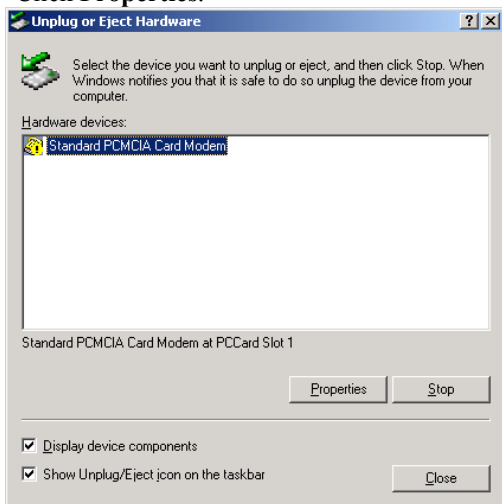 Click Properties.
Unplug or Eject Hardware
Select the device you want to unplug or eject, and then click Stop. When
Windows notifies you that it is safe to do so unplug the device from your
computer.
Hardware devices:
Standard PCMCIA Card Modem
Standard PCMCIA Card Modem at PCCard Slot 1
Properties Stop
Display device components
Show Unplug/Eject icon on the taskbar
Close